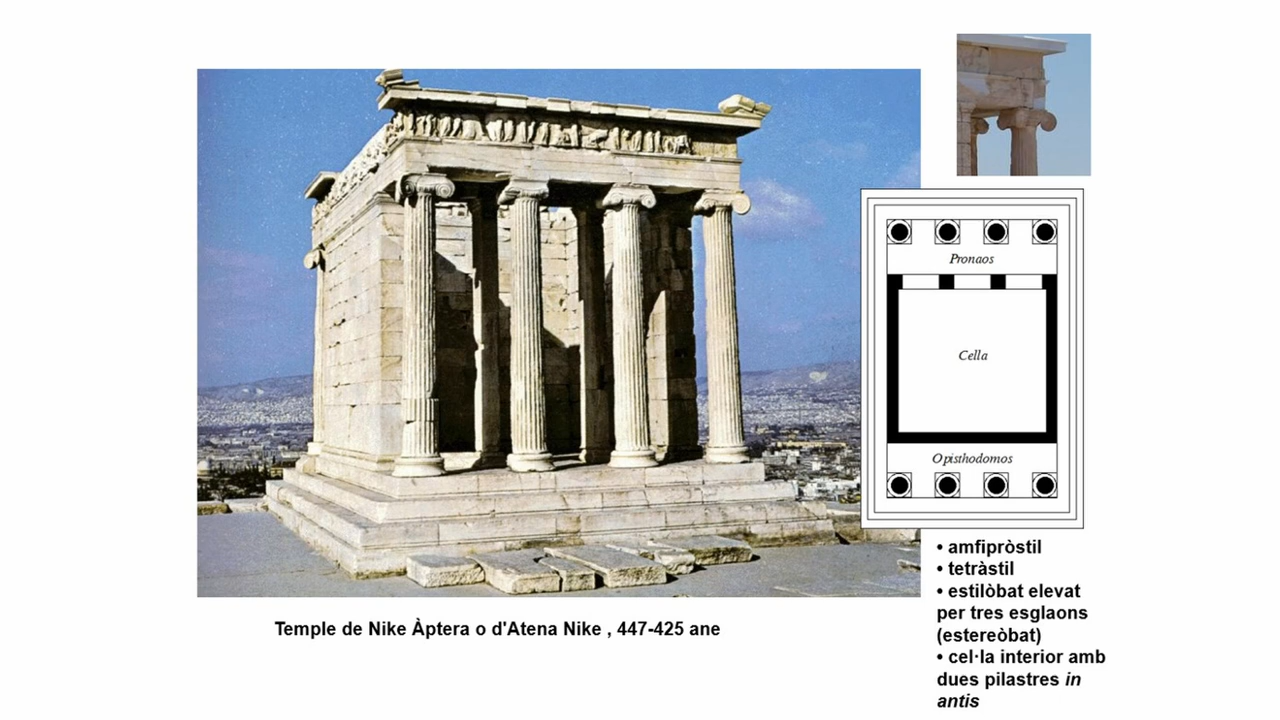 Pronaos
Cella
Opisthodomos
• amfipròstil
• tetràstil
• estilòbat elevat
per tres esglaons
(estereòbat)
• cel·la interior amb
dues pilastres in
antis
Temple de Nike Àptera o d'Atena Nike , 447-425 ane